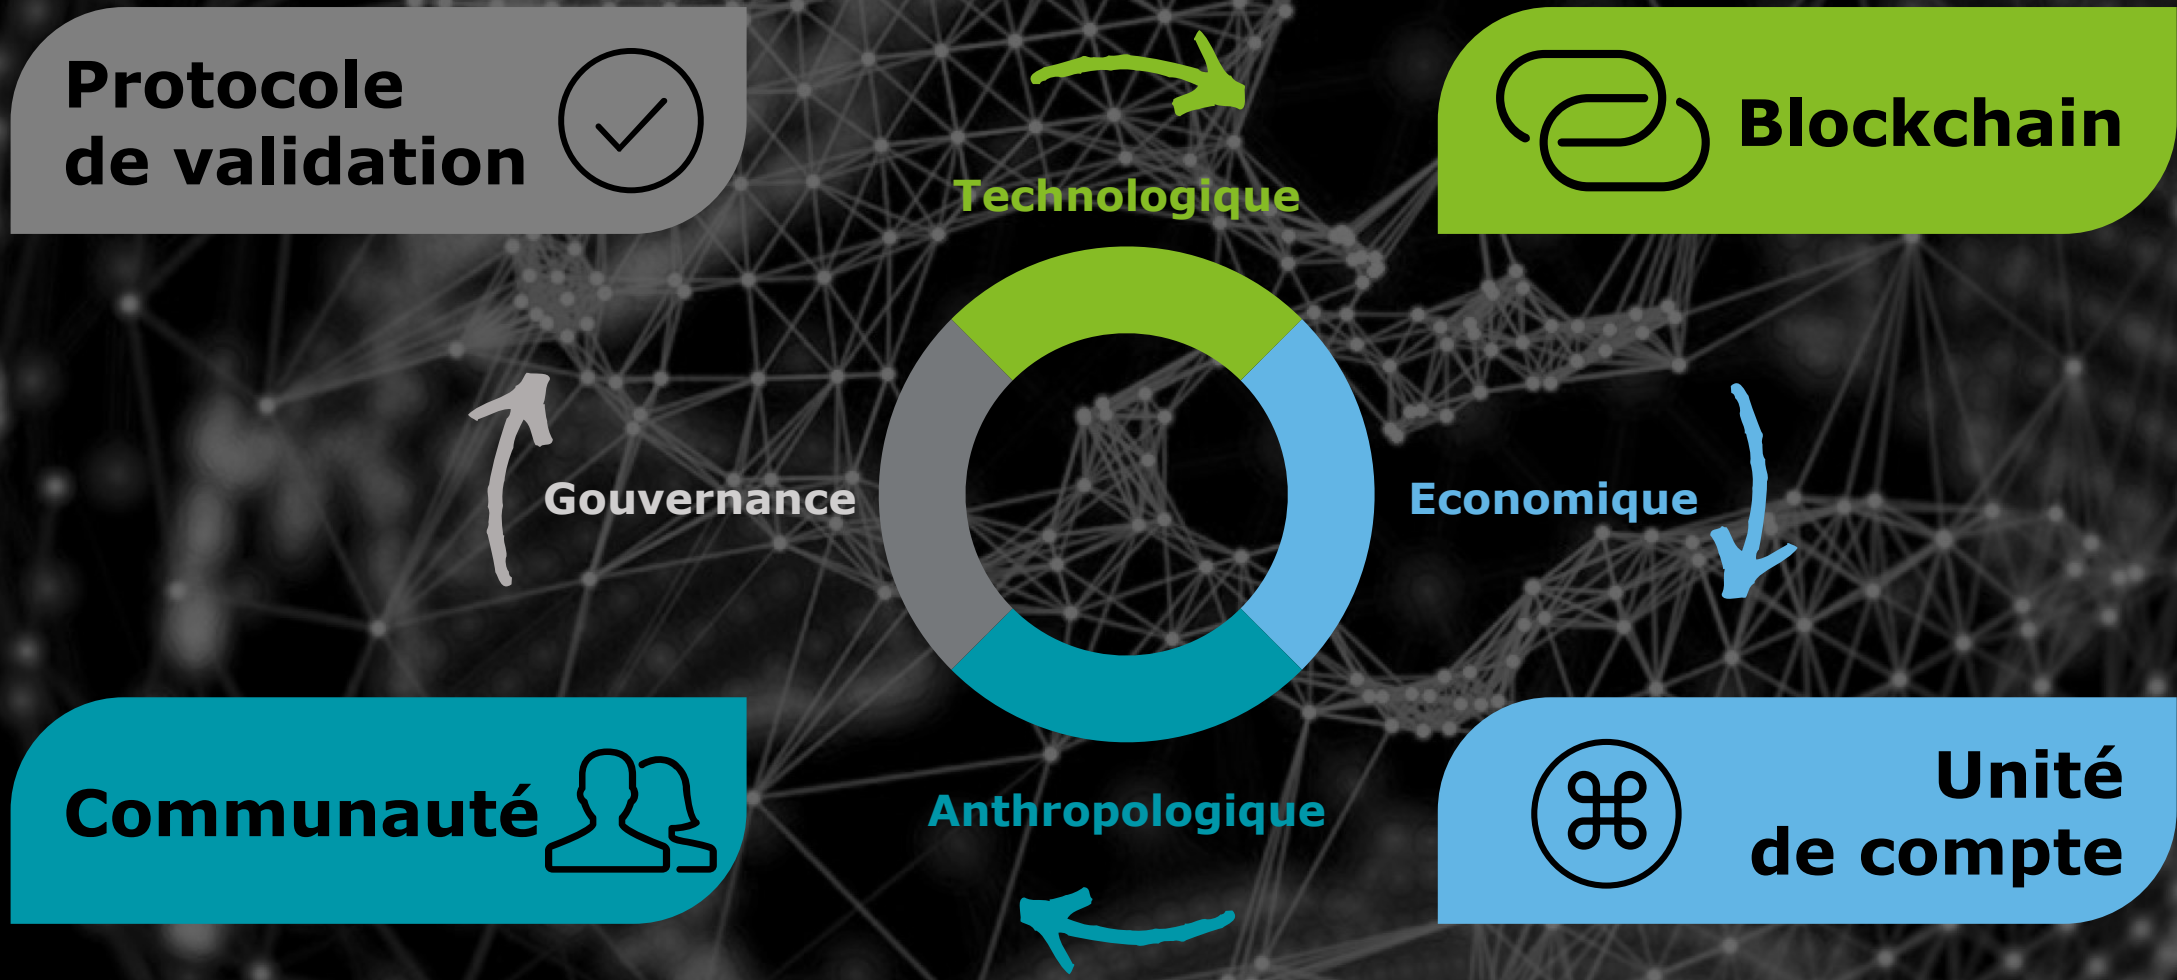 Protocole
de validation
Blockchain
Technologique
Gouvernance
Economique
Anthropologique
Communauté
Unité
de compte